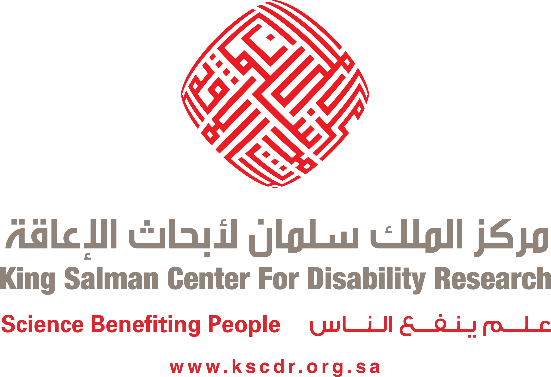 مركز الملك سلمان لأبحاث الإعاقة
King Salman Center For Disability Research
Science Benefiting People علم ينفع الناس
www.kscdr.org.sa